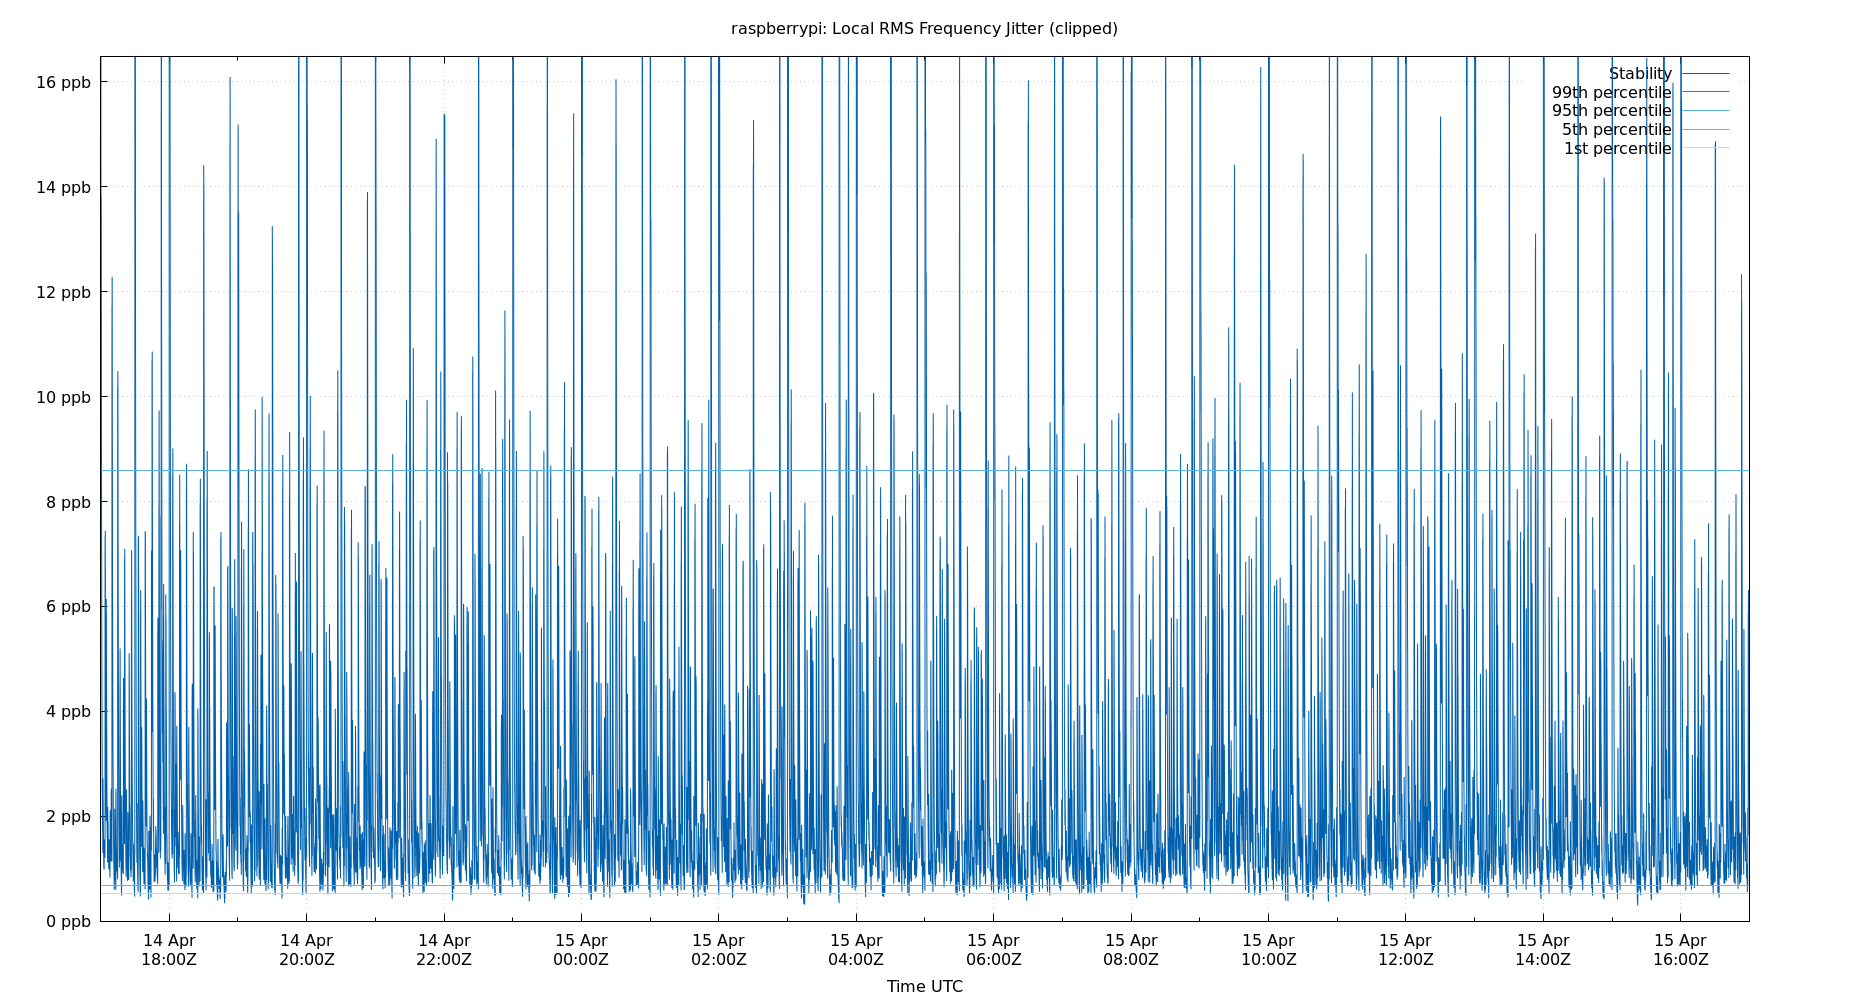 raspberrypi: Local RMS Frequency Jitter (clipped)
16 ppb
14 ppb
12 ppb
10 ppb
8 ppb
6 ppb
4 ppb
2 ppb
0 ppb
Stability
99th percentile
95th percentile
5th percentile
1st percentile
14 Apr 14 Apr 14 Apr 15 Apr 15 Apr 15 Apr 15 Apr 15 Apr 15 Apr 15 Apr 15 Apr 15 Apr
18:00Z 20:00Z 22:00Z 00:00Z 02:00Z 04:00Z 06:00Z 08:00Z 10:00Z 12:00Z 14:00Z 16:00Z
Time UTC